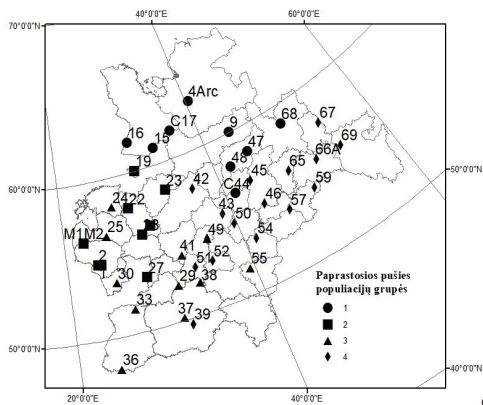 40°0'0"E 60°0'0"E
70°0'0"N
4Arc
67
C17 9 68
16 15 69
47
19 48 66A
45 65
23 42 C44 59 50°0'0"N
60°0'0"N
2422 46 57
43
50
M1M2 25 49 54
41 52
2 51 55
30 27 29 38
33 37 39
50°0'0"N
36
Paprastosios pušies
populiacijų grupės
1
2
3
4
40°0'0"N
20°0'0"E 40°0'0"E